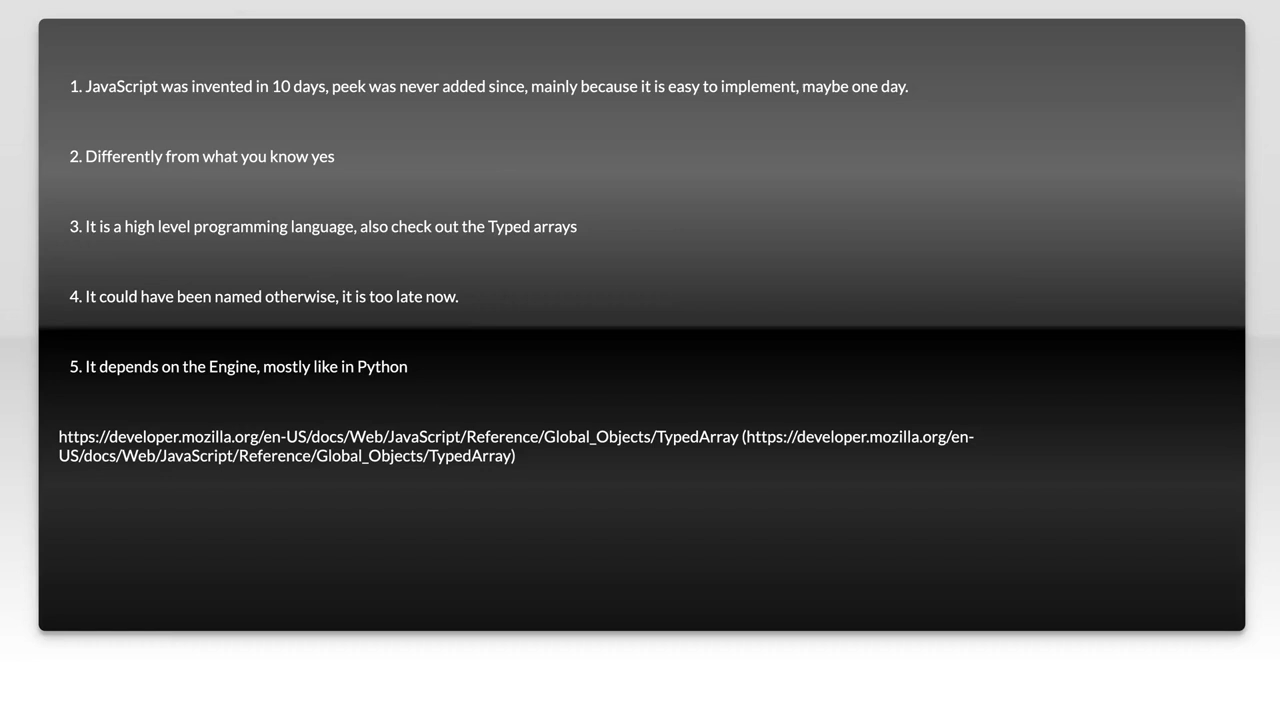 1. JavaScript was invented in 10 days, peek was never added since, mainly because it is easy to implement, maybe one day.
2. Differently from what you know yes
3. It is a high level programming language, also check out the Typed arrays
4. It could have been named otherwise, it is too late now.
5. It depends on the Engine, mostly like in Python
https://developer.mozilla.org/en-US/docs/Web/JavaScript/Reference/Global_Objects/TypedArray (https://developer.mozilla.org/en-
US/docs/Web/JavaScript/Reference/Global_Objects/TypedArray)